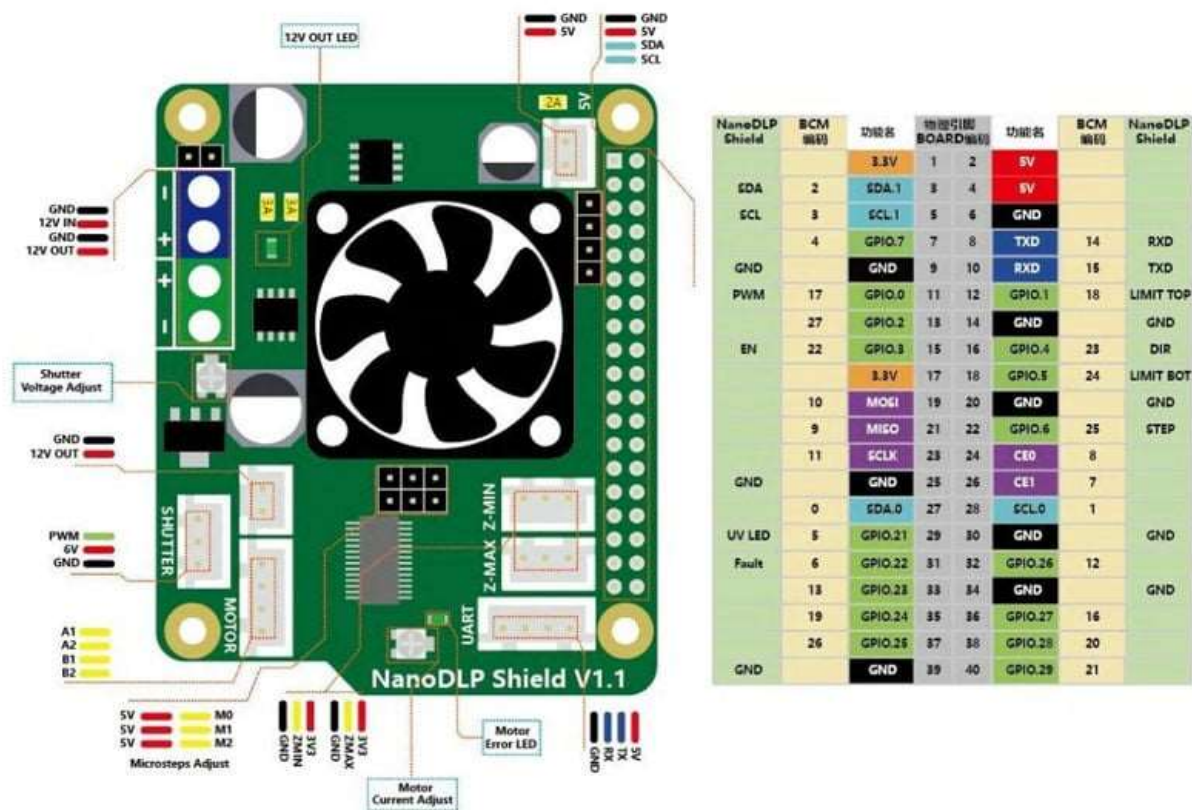 GND
5V
GND
5V
SDA
SCL
12V OUT LED
2A
5V
GND
12V IN
GND
12V OUT
−
+
+
−
3A
3A
Shutter
Voltage Adjust
GND
12V OUT
PWM
6V
GND
SHUTTER
MOTOR
Z-MAX Z-MIN
UART
A1
A2
B1
B2
NanoDLP Shield V1.1
5V M0
5V M1
5V M2
Microsteps Adjust
GND
ZMIN
3V3
GND
ZMAX
3V3
Motor
Error LED
Motor
Current Adjust
GND
RX
TX
5V
NanoDLP Shield BCM 编码 功能名 物理引脚 BOARD编码 功能名 BCM 编码 NanoDLP Shield
3.3V 1 2 5V
SDA 2 SDA.1 3 4 5V
SCL 3 SCL.1 5 6 GND
4 GPIO.7 7 8 TXD 14 RXD
GND GND 9 10 RXD 15 TXD
PWM 17 GPIO.0 11 12 GPIO.1 18 LIMIT TOP
27 GPIO.2 13 14 GND GND
EN 22 GPIO.3 15 16 GPIO.4 23 DIR
3.3V 17 18 GPIO.5 24 LIMIT BOT
10 MOSI 19 20 GND GND
9 MISO 21 22 GPIO.6 25 STEP
11 SCLK 23 24 CE0 8
GND GND 25 26 CE1 7
0 SDA.0 27 28 SCL.0 1
UV LED 5 GPIO.21 29 30 GND GND
Fault 6 GPIO.22 31 32 GPIO.26 12
13 GPIO.23 33 34 GND GND
19 GPIO.24 35 36 GPIO.27 16
26 GPIO.25 37 38 GPIO.28 20
GND GND 39 40 GPIO.29 21